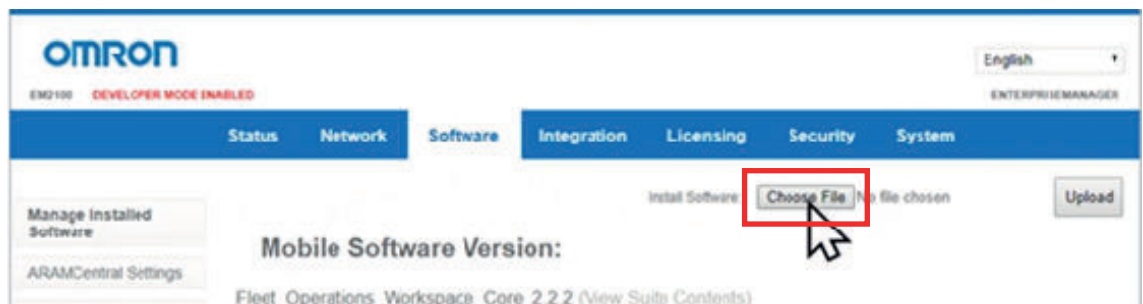 OMRON
English
EM2100 DEVELOPER MODE ENABLED
ENTERPRISEMANAGER
Status Network Software Integration Licensing Security System
Install Software: Choose File No file chosen Upload
Manage Installed
Software
Mobile Software Version:
ARAMCentral Settings
Fleet Operations Workspace Core 2.2.2 (View Suite Contents)